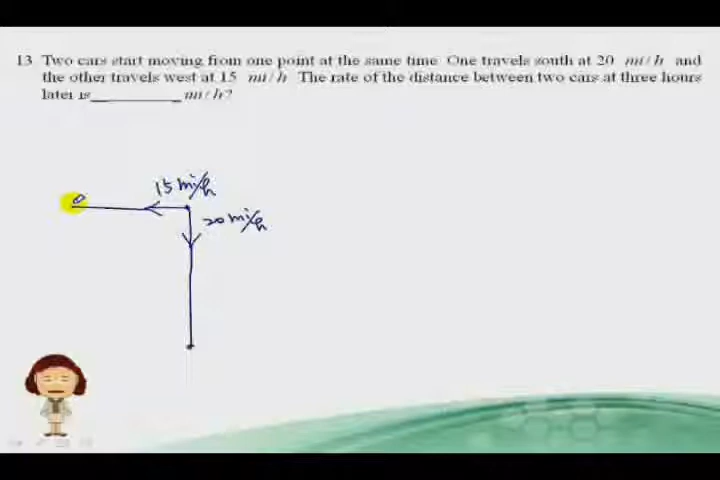 13 Two cars start moving from one point at the same time. One travels south at 20 mi/h and
the other travels west at 15 mi/h The rate of the distance between two cars at three hours
later is__________ mi/h?
15 mi/h
20 mi/h